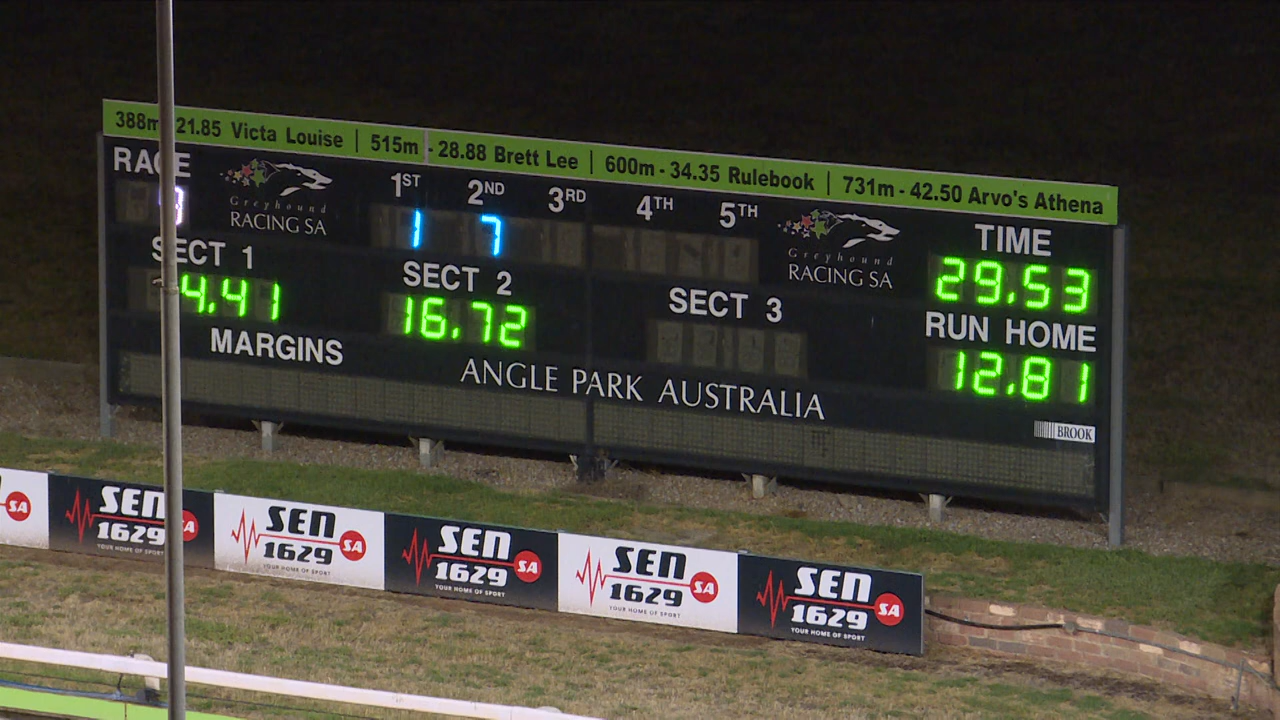 388m 21.85 Victa Louise | 515m - 28.88 Brett Lee | 600m - 34.35 Rulebook | 731m - 42.50 Arvo's Athena
RACE
Greyhound
RACING SA
1ST 2ND 3RD 4TH 5TH
1 7
Greyhound
RACING SA
TIME
29.53
SECT 1
4.41
SECT 2
16.72
SECT 3
RUN HOME
12.81
MARGINS
ANGLE PARK AUSTRALIA
BROOK
SA
SEN
1629 SA
YOUR HOME OF SPORT
SEN
1629 SA
YOUR HOME OF SPORT
SEN
1629 SA
YOUR HOME OF SPORT
SEN
1629 SA
YOUR HOME OF SPORT
SEN
1629 SA
YOUR HOME OF SPORT